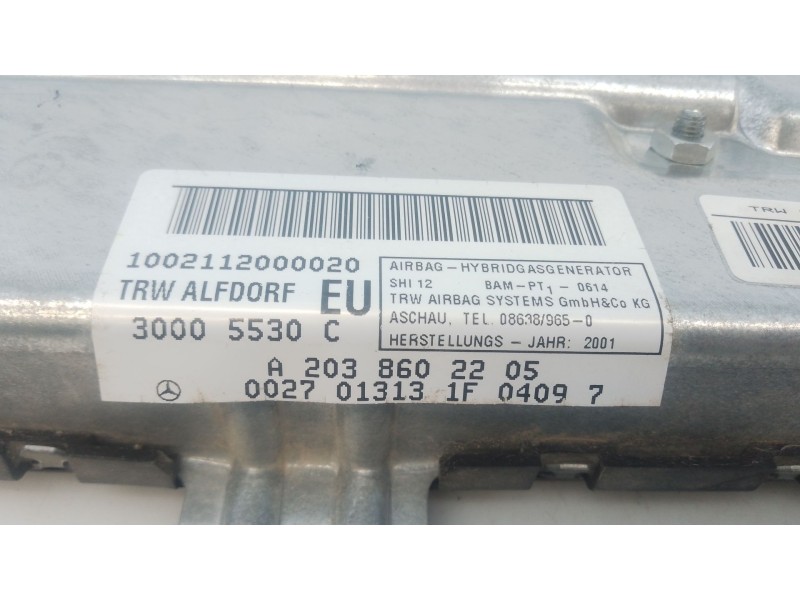 1002112000020
TRW ALFDORF EU
3000 5530 C
AIRBAG - HYBRIDGASGENERATOR
SHI 12 BAM-PT1 - 0614
TRW AIRBAG SYSTEMS GmbH&Co KG
ASCHAU, TEL. 08638/965-0
HERSTELLUNGS - JAHR: 2001
A 203 860 22 05
0027 01313 1F 0409 7
TRW